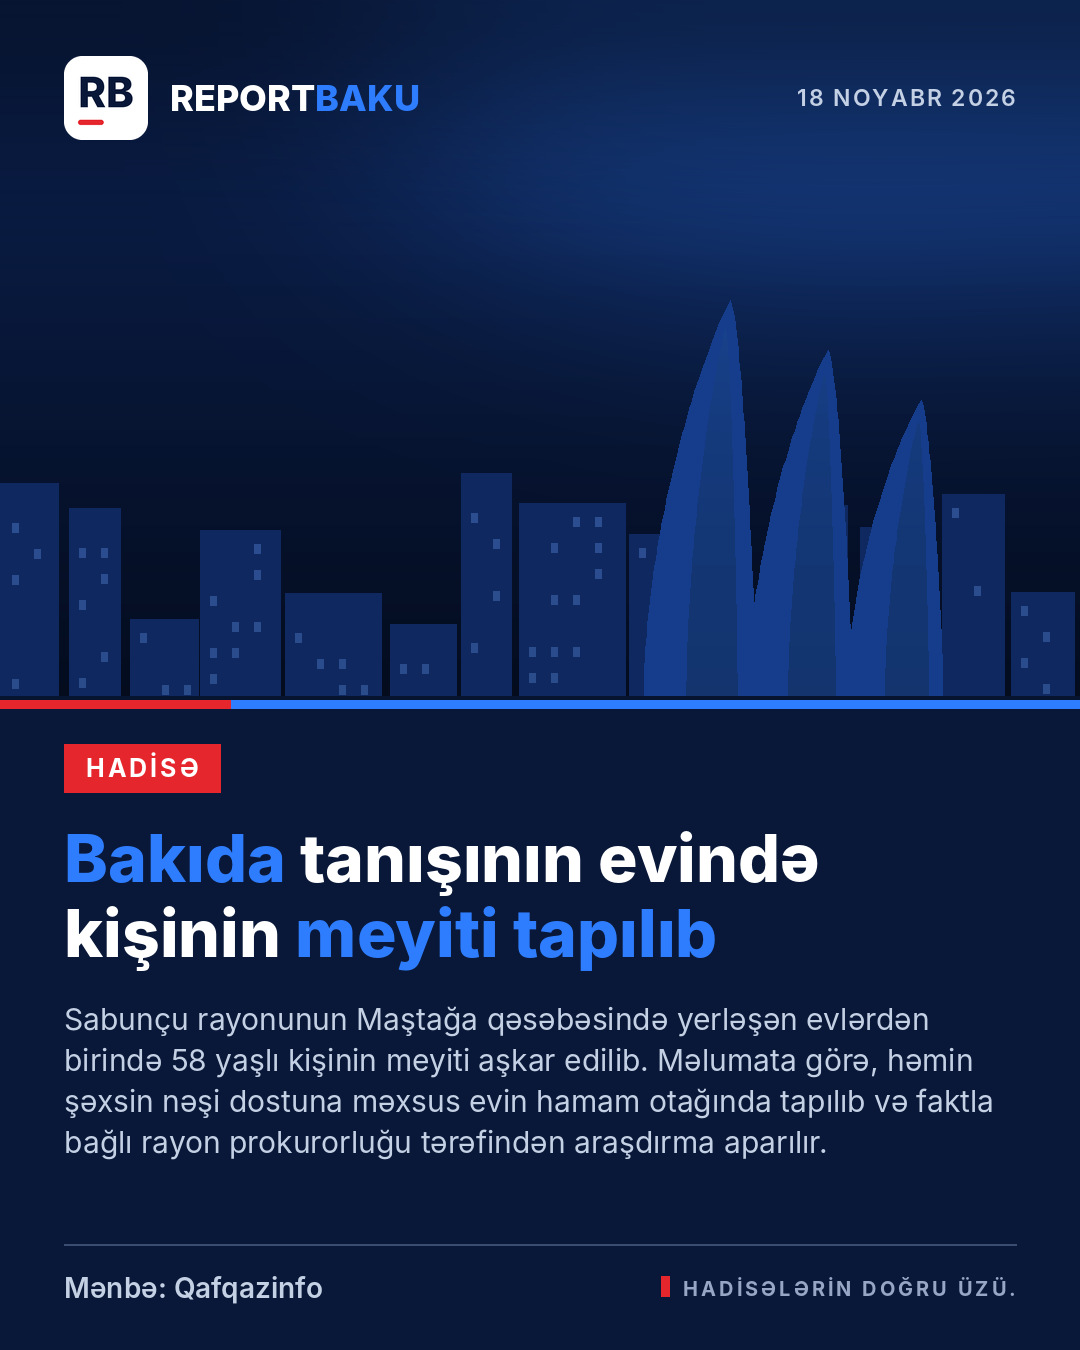 RB
REPORTBAKU
18 NOYABR 2026
HADİSƏ
Bakıda tanışının evində
kişinin meyiti tapılıb
Sabunçu rayonunun Maştağa qəsəbəsində yerləşən evlərdən
birində 58 yaşlı kişinin meyiti aşkar edilib. Məlumata görə, həmin
şəxsin nəşi dostuna məxsus evin hamam otağında tapılıb və faktla
bağlı rayon prokurorluğu tərəfindən araşdırma aparılır.
Mənbə: Qafqazinfo
HADİSƏLƏRİN DOĞRU ÜZÜ.